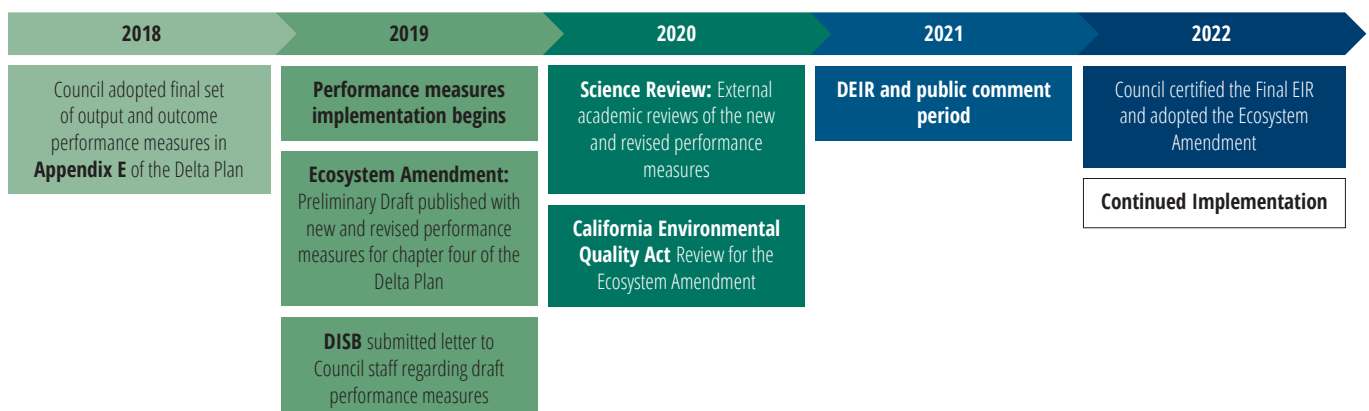 2018
2019
2020
2021
2022
Council adopted final set
of output and outcome
performance measures in
Appendix E of the Delta Plan
Performance measures
implementation begins
Ecosystem Amendment:
Preliminary Draft published with
new and revised performance
measures for chapter four of the
Delta Plan
DISB submitted letter to
Council staff regarding draft
performance measures
Science Review: External
academic reviews of the new
and revised performance
measures
California Environmental
Quality Act Review for the
Ecosystem Amendment
DEIR and public comment
period
Council certified the Final EIR
and adopted the Ecosystem
Amendment
Continued Implementation